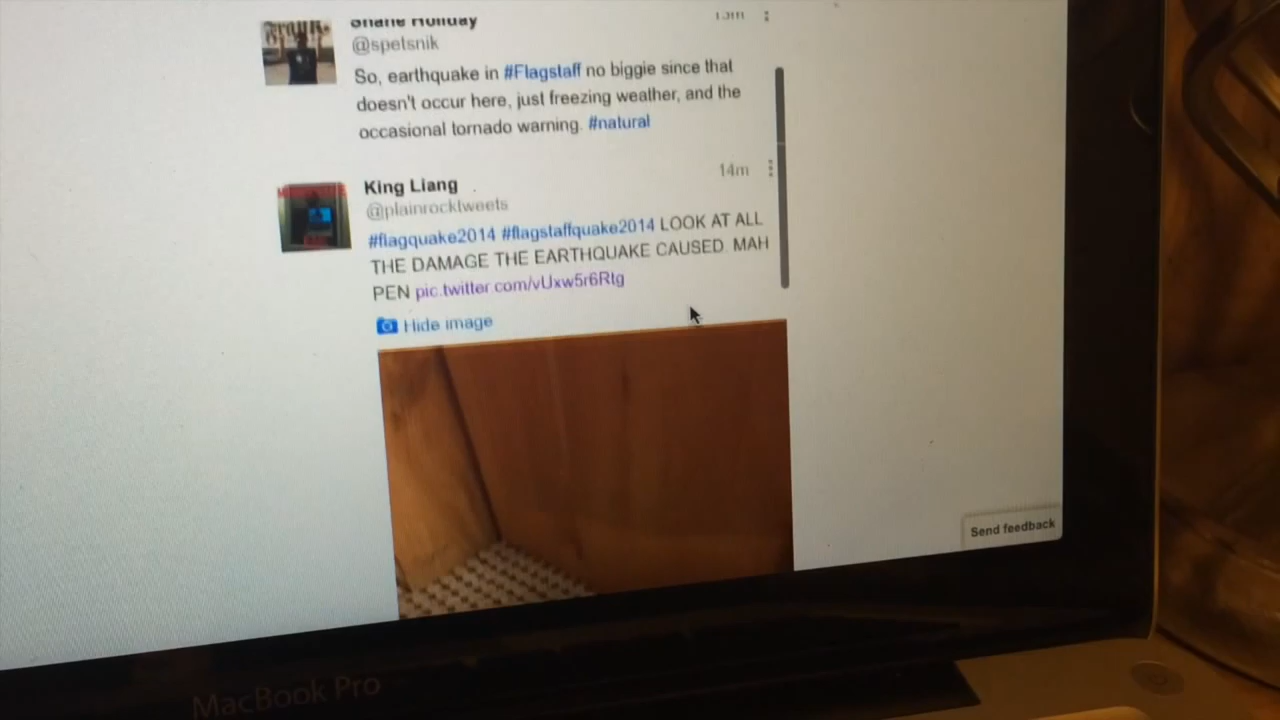 Shane Holliday
13m
@spetsnik
So, earthquake in #Flagstaff no biggie since that
doesn't occur here, just freezing weather, and the
occasional tornado warning. #natural
King Liang
14m
@plainrocktweets
#flagquake2014 #flagstaffquake2014 LOOK AT ALL
THE DAMAGE THE EARTHQUAKE CAUSED. MAH
PEN pic.twitter.com/vUxw5r6Rtg
Hide image
Send feedback
MacBook Pro